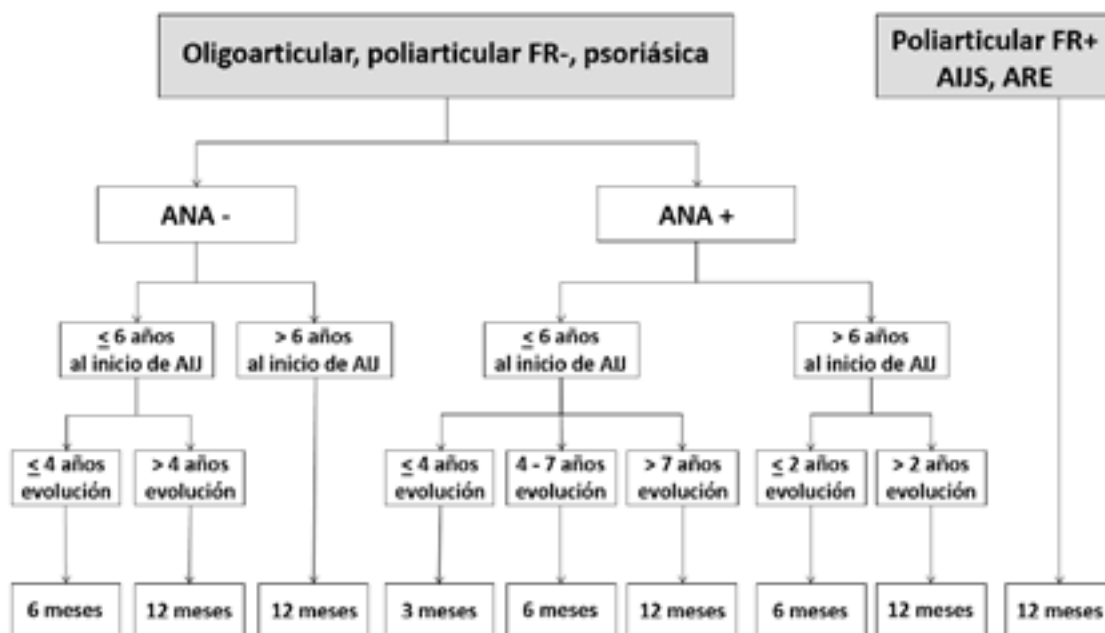 Oligoarticular, poliarticular FR-, psoriásica
Poliarticular FR+
AIJS, ARE
ANA -
ANA +
≤ 6 años
al inicio de AIJ
> 6 años
al inicio de AIJ
≤ 6 años
al inicio de AIJ
> 6 años
al inicio de AIJ
≤ 4 años
evolución
> 4 años
evolución
≤ 4 años
evolución
4 - 7 años
evolución
> 7 años
evolución
≤ 2 años
evolución
> 2 años
evolución
6 meses
12 meses
12 meses
3 meses
6 meses
12 meses
6 meses
12 meses
12 meses